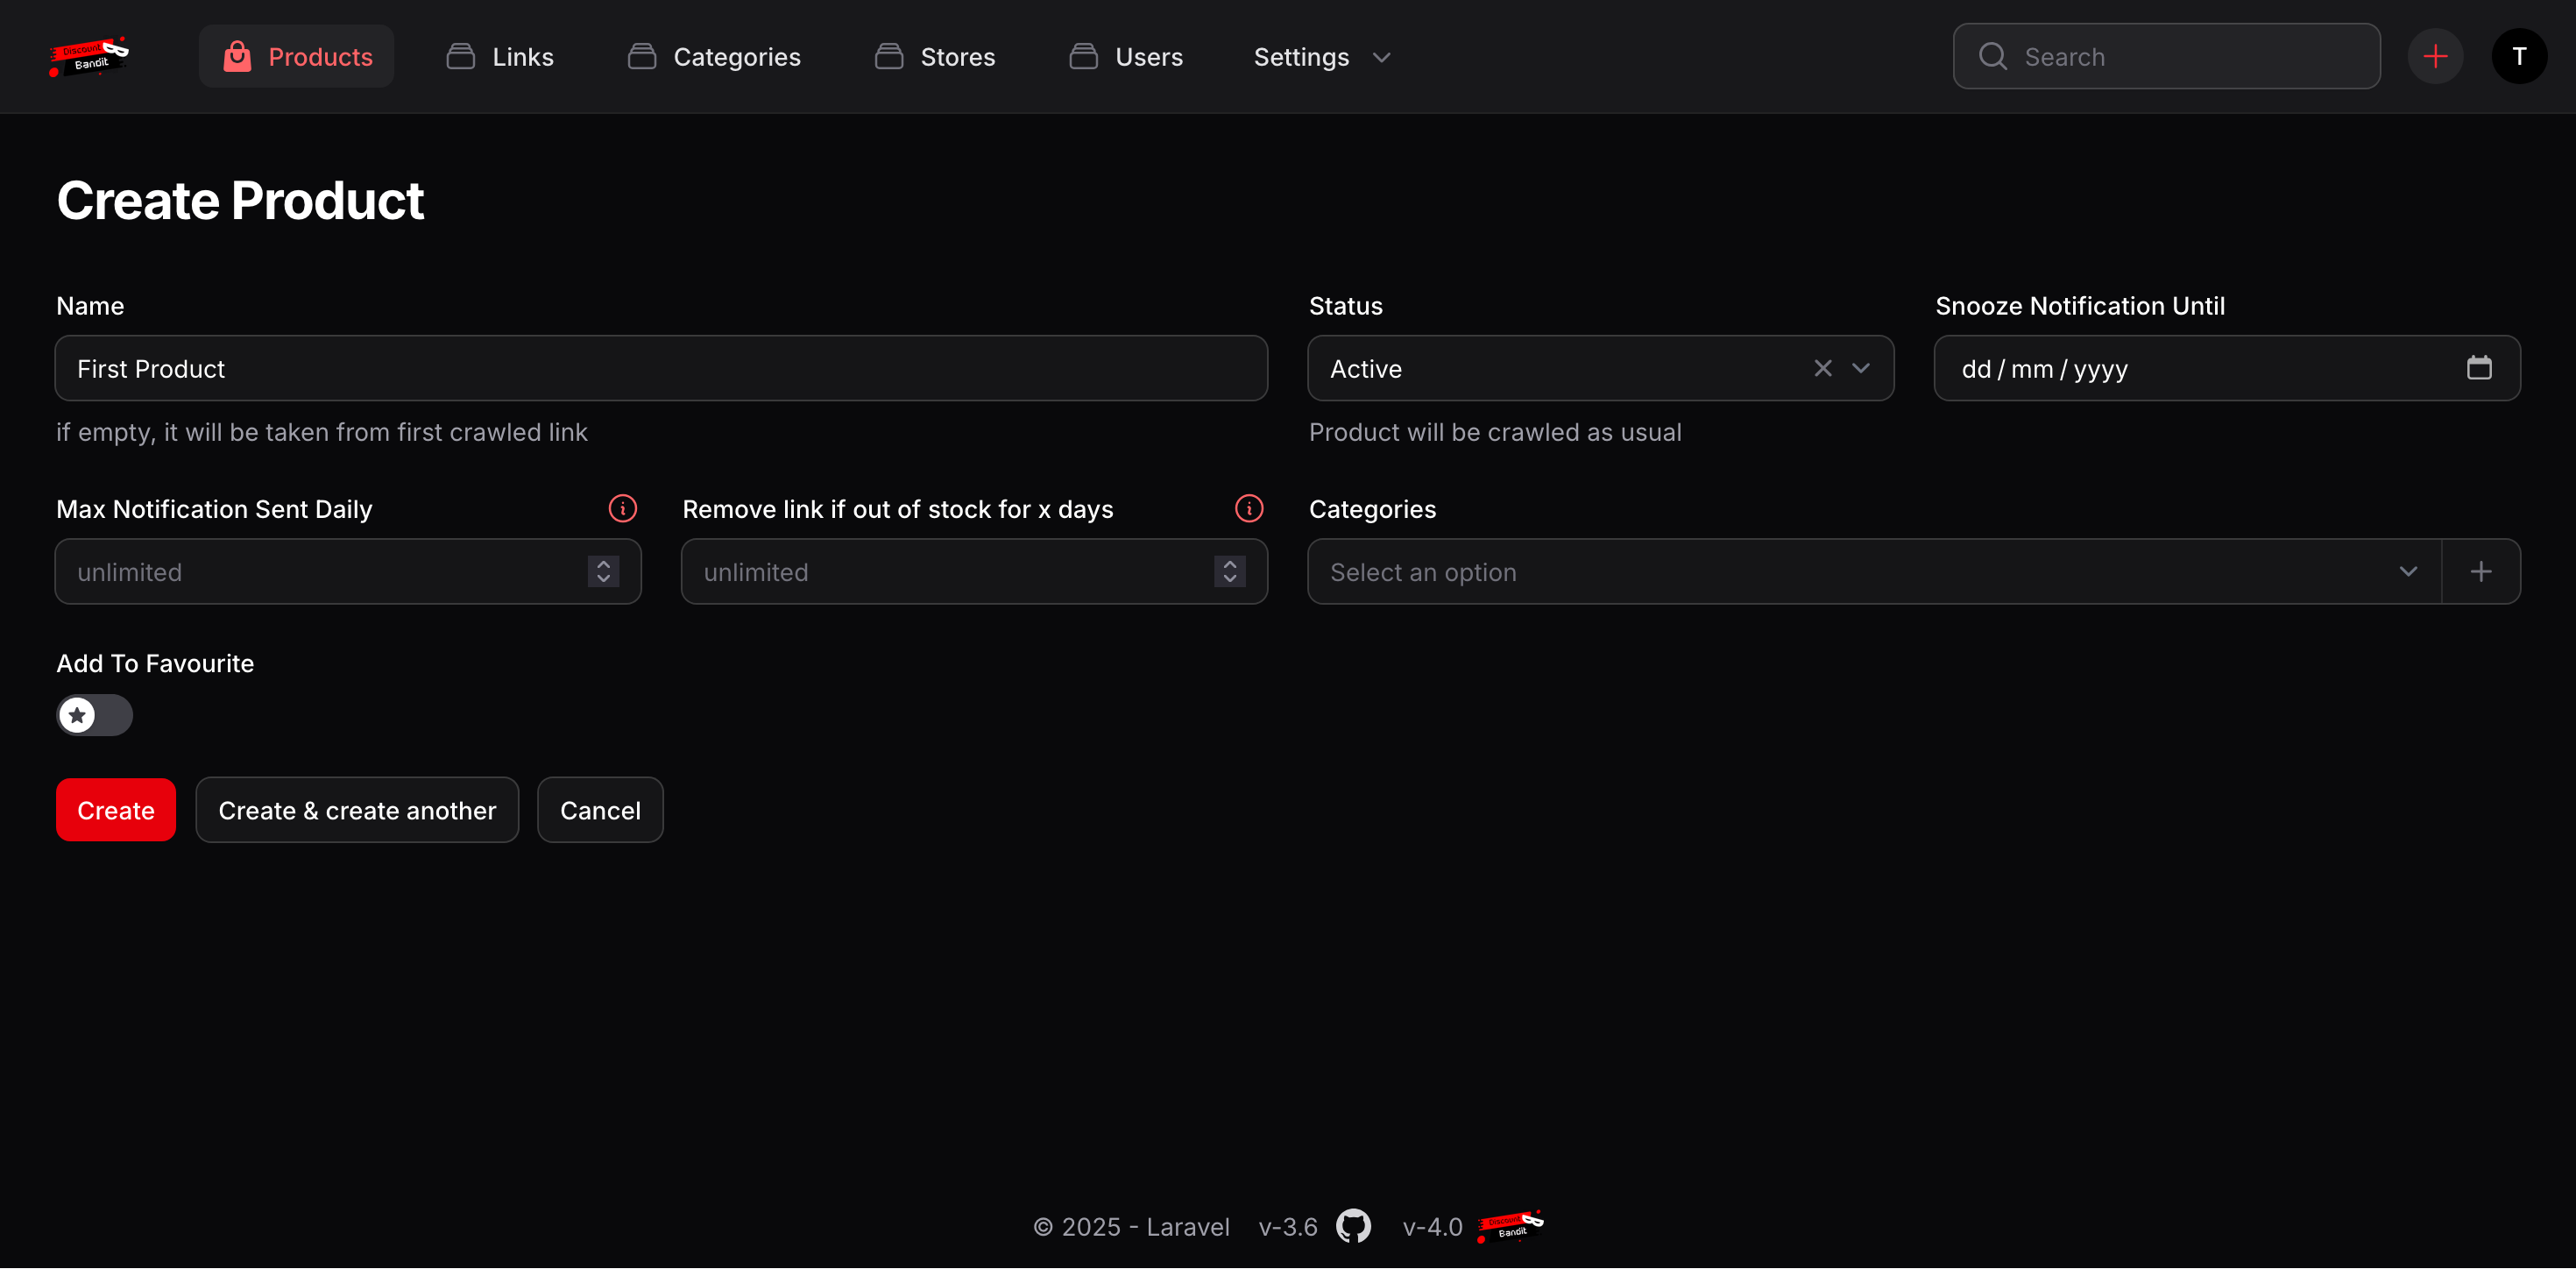 Discount
Bandit
Products Links Categories Stores Users Settings Search T
Create Product
Name Status Snooze Notification Until
First Product Active dd/mm/yyyy
if empty, it will be taken from first crawled link Product will be crawled as usual
Max Notification Sent Daily Remove link if out of stock for x days Categories
unlimited unlimited Select an option
Add To Favourite
Create Create & create another Cancel
© 2025 - Laravel v-3.6 v-4.0 Discount
Bandit